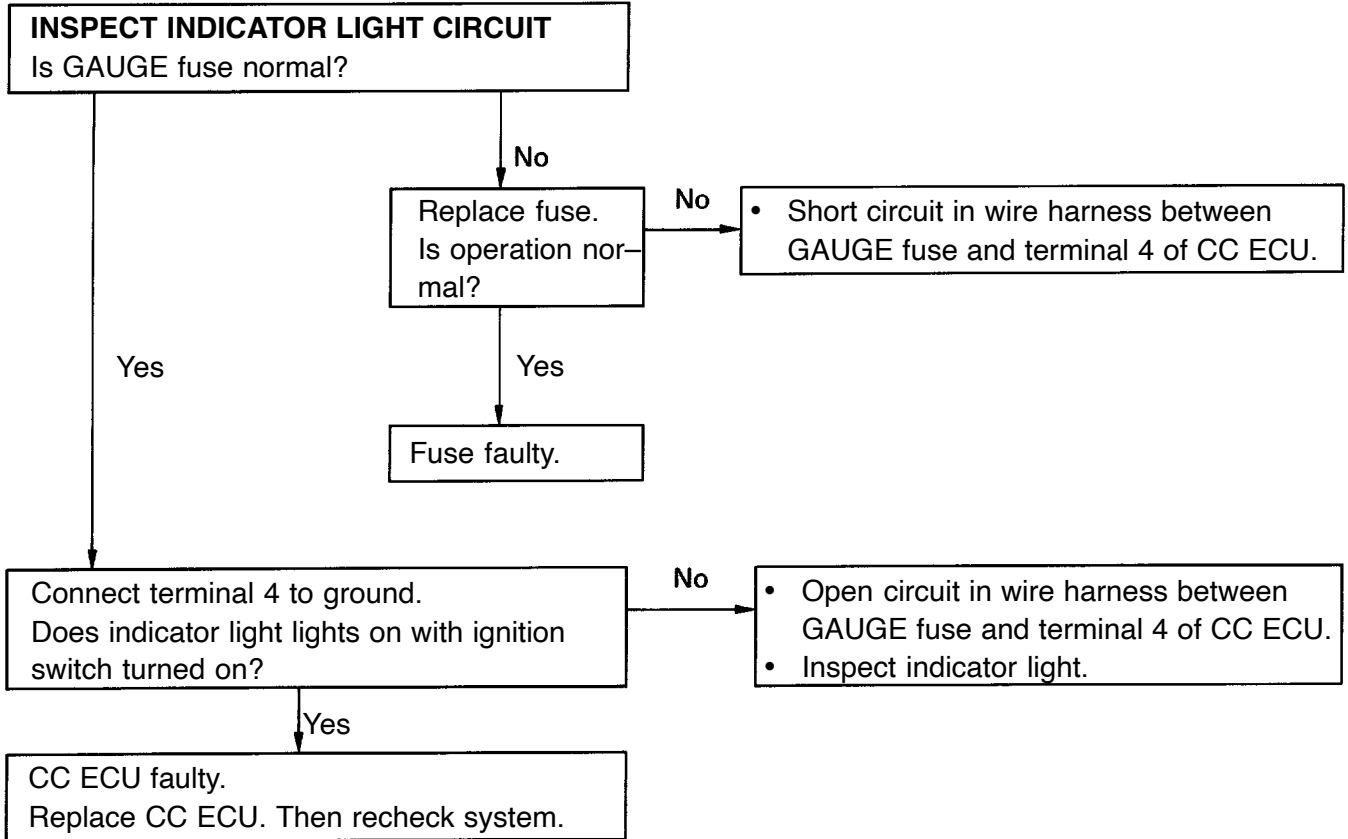 INSPECT INDICATOR LIGHT CIRCUIT
Is GAUGE fuse normal?
No
Replace fuse.
Is operation nor–
mal?
No
• Short circuit in wire harness between
GAUGE fuse and terminal 4 of CC ECU.
Yes
Yes
Fuse faulty.
Connect terminal 4 to ground.
Does indicator light lights on with ignition
switch turned on?
No
• Open circuit in wire harness between
GAUGE fuse and terminal 4 of CC ECU.
• Inspect indicator light.
Yes
CC ECU faulty.
Replace CC ECU. Then recheck system.